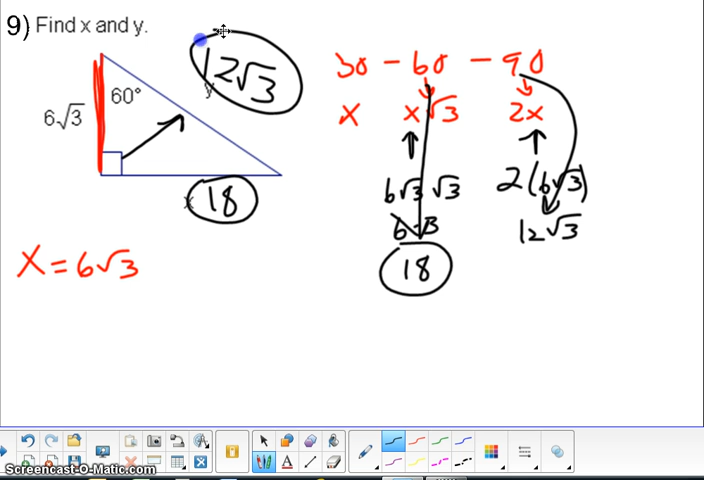 9) Find x and y.
12√3
30 - 60 - 90
60°
y
x x√3 2x
6√3
6√3 √3 2(6√3)
x 18
6·3 12√3
X = 6√3
18
A
Screencast-O-Matic.com